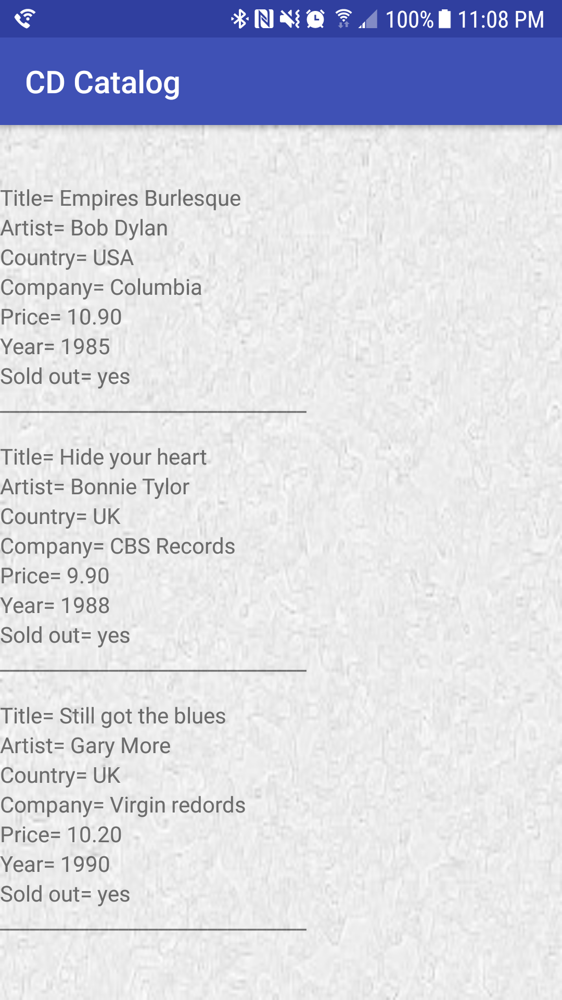 100% 11:08 PM
CD Catalog
Title= Empires Burlesque
Artist= Bob Dylan
Country= USA
Company= Columbia
Price= 10.90
Year= 1985
Sold out= yes
Title= Hide your heart
Artist= Bonnie Tylor
Country= UK
Company= CBS Records
Price= 9.90
Year= 1988
Sold out= yes
Title= Still got the blues
Artist= Gary More
Country= UK
Company= Virgin redords
Price= 10.20
Year= 1990
Sold out= yes